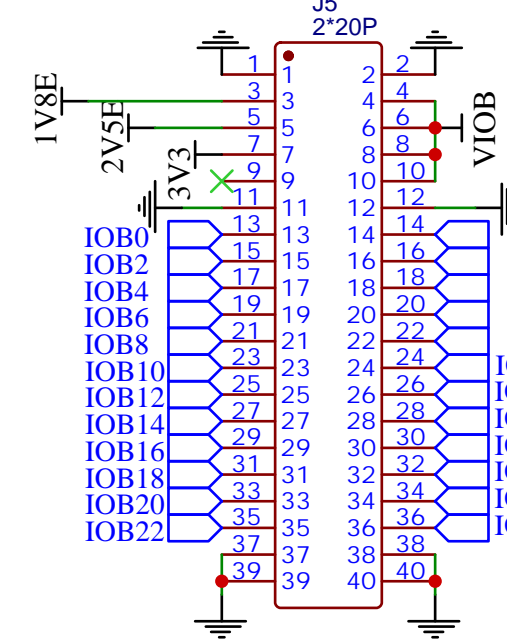 J5
2*20P
1 1 2 2
1V8E 3 3 4 4
2V5E 5 5 6 6 VIOB
3V3 7 7 8 8
9 9 10 10
11 11 12 12
IOB0 13 13 14 14
IOB2 15 15 16 16
IOB4 17 17 18 18
IOB6 19 19 20 20
IOB8 21 21 22 22
IOB10 23 23 24 24
IOB12 25 25 26 26
IOB14 27 27 28 28
IOB16 29 29 30 30
IOB18 31 31 32 32
IOB20 33 33 34 34
IOB22 35 35 36 36
37 37 38 38
39 39 40 40